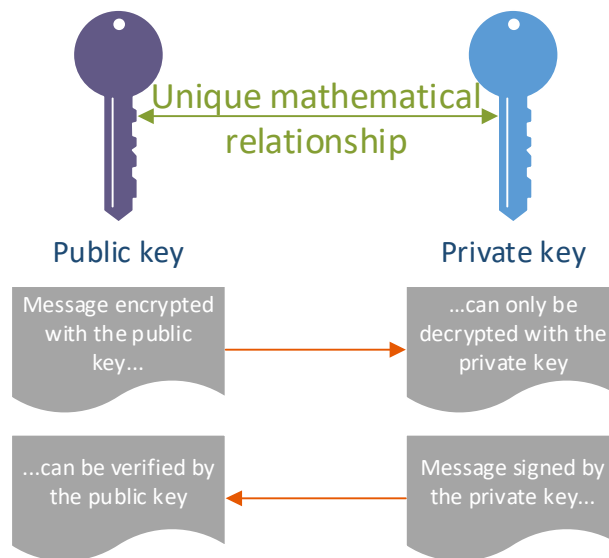 Unique mathematical
relationship
Public key
Private key
Message encrypted
with the public
key...
...can only be
decrypted with the
private key
...can be verified by
the public key
Message signed by
the private key...